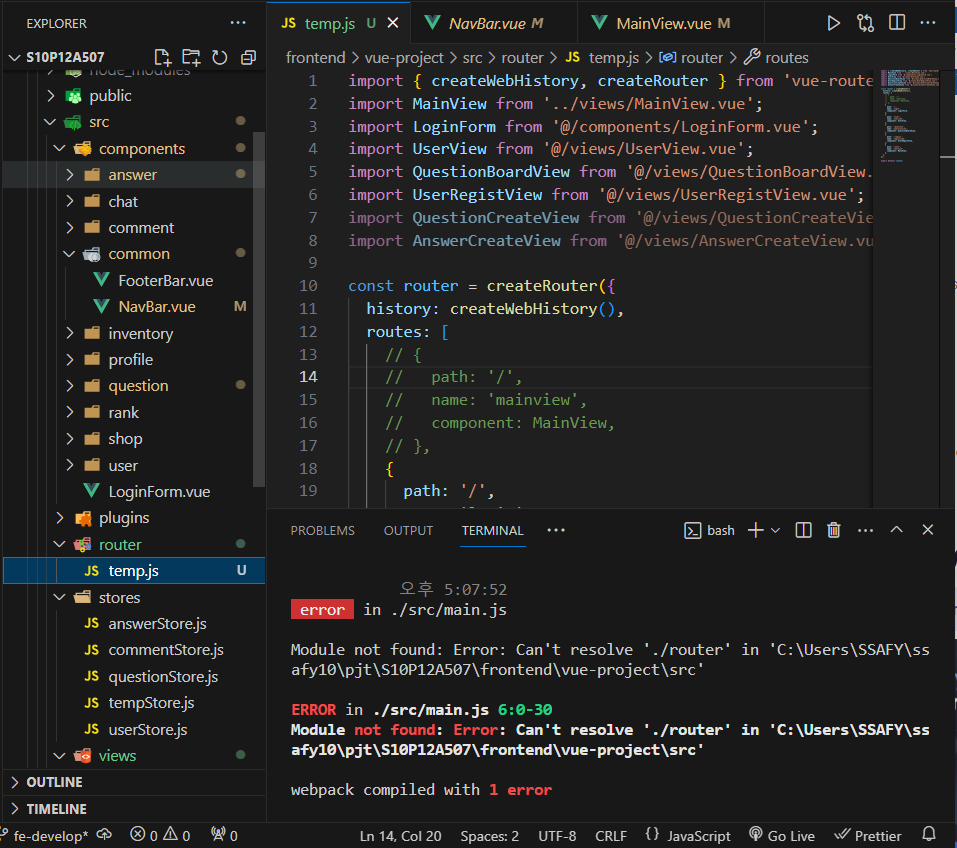 EXPLORER
S10P12A507
node_modules
public
src
components
answer
chat
comment
common
FooterBar.vue
NavBar.vue M
inventory
profile
question
rank
shop
user
LoginForm.vue
plugins
router
JS temp.js U
stores
JS answerStore.js
JS commentStore.js
JS questionStore.js
JS tempStore.js
JS userStore.js
views
OUTLINE
TIMELINE
JS temp.js U
NavBar.vue M
MainView.vue M
frontend > vue-project > src > router > JS temp.js > router > routes
1 import { createWebHistory, createRouter } from 'vue-route
2 import MainView from '../views/MainView.vue';
3 import LoginForm from '@/components/LoginForm.vue';
4 import UserView from '@/views/UserView.vue';
5 import QuestionBoardView from '@/views/QuestionBoardView.
6 import UserRegistView from '@/views/UserRegistView.vue';
7 import QuestionCreateView from '@/views/QuestionCreateVie
8 import AnswerCreateView from '@/views/AnswerCreateView.vu
9
10 const router = createRouter({
11 history: createWebHistory(),
12 routes: [
13 // {
14 // path: '/',
15 // name: 'mainview',
16 // component: MainView,
17 // },
18 {
19 path: '/',
PROBLEMS OUTPUT TERMINAL
bash
오후 5:07:52
error in ./src/main.js
Module not found: Error: Can't resolve './router' in 'C:\Users\SSAFY\ss
afy10\pjt\S10P12A507\frontend\vue-project\src'
ERROR in ./src/main.js 6:0-30
Module not found: Error: Can't resolve './router' in 'C:\Users\SSAFY\ss
afy10\pjt\S10P12A507\frontend\vue-project\src'
webpack compiled with 1 error
fe-develop* 0 0 0 Ln 14, Col 20 Spaces: 2 UTF-8 CRLF {} JavaScript Go Live Prettier